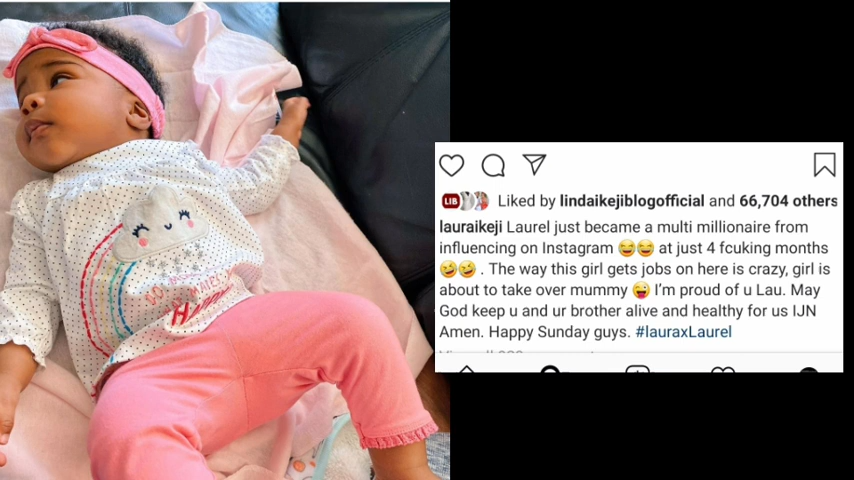 Happy
LIB
Liked by lindaikejiblogofficial and 66,704 others
lauraikeji Laurel just became a multi millionaire from
influencing on Instagram 😂😂 at just 4 fcuking months
🤣🤣 . The way this girl gets jobs on here is crazy, girl is
about to take over mummy 😜 I'm proud of u Lau. May
God keep u and ur brother alive and healthy for us IJN
Amen. Happy Sunday guys. #lauraxLaurel